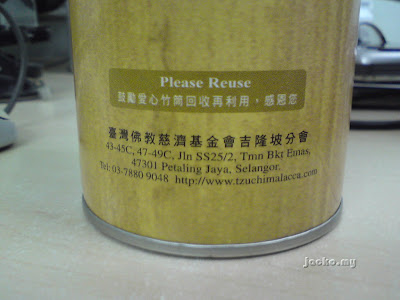 Please Reuse
鼓勵愛心竹筒回收再利用，感恩您
臺灣佛教慈濟基金會吉隆坡分會
43-45C, 47-49C, Jln SS25/2, Tmn Bkt Emas,
47301 Petaling Jaya, Selangor.
Tel: 03-7880 9048 http://www.tzuchimalacca.com
jooko.my